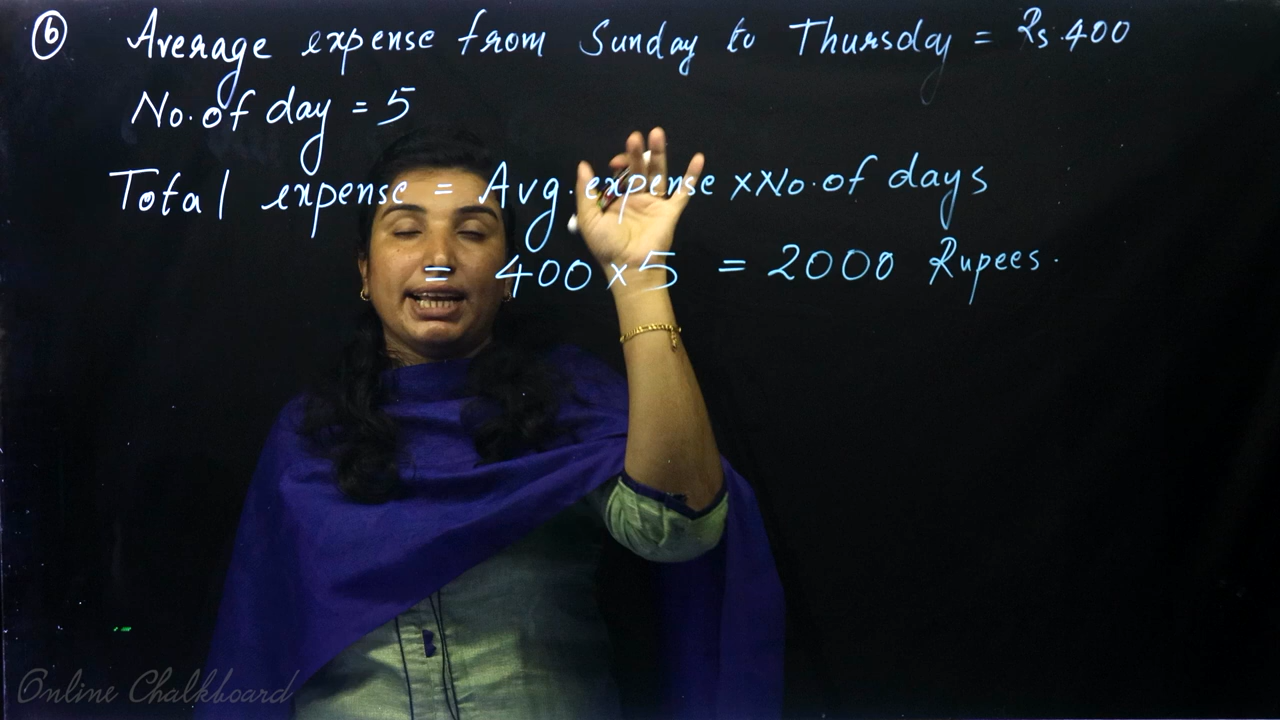 6 Average expense from Sunday to Thursday = Rs.400
No.of day = 5
Total expense = Avg.expense ×No.of days
= 400×5 = 2000 Rupees.
Online Chalkboard